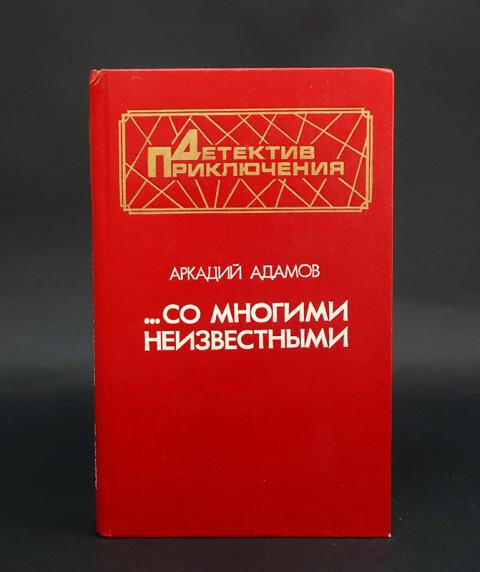 Детектив
Приключения
АРКАДИЙ АДАМОВ
...СО МНОГИМИ
НЕИЗВЕСТНЫМИ